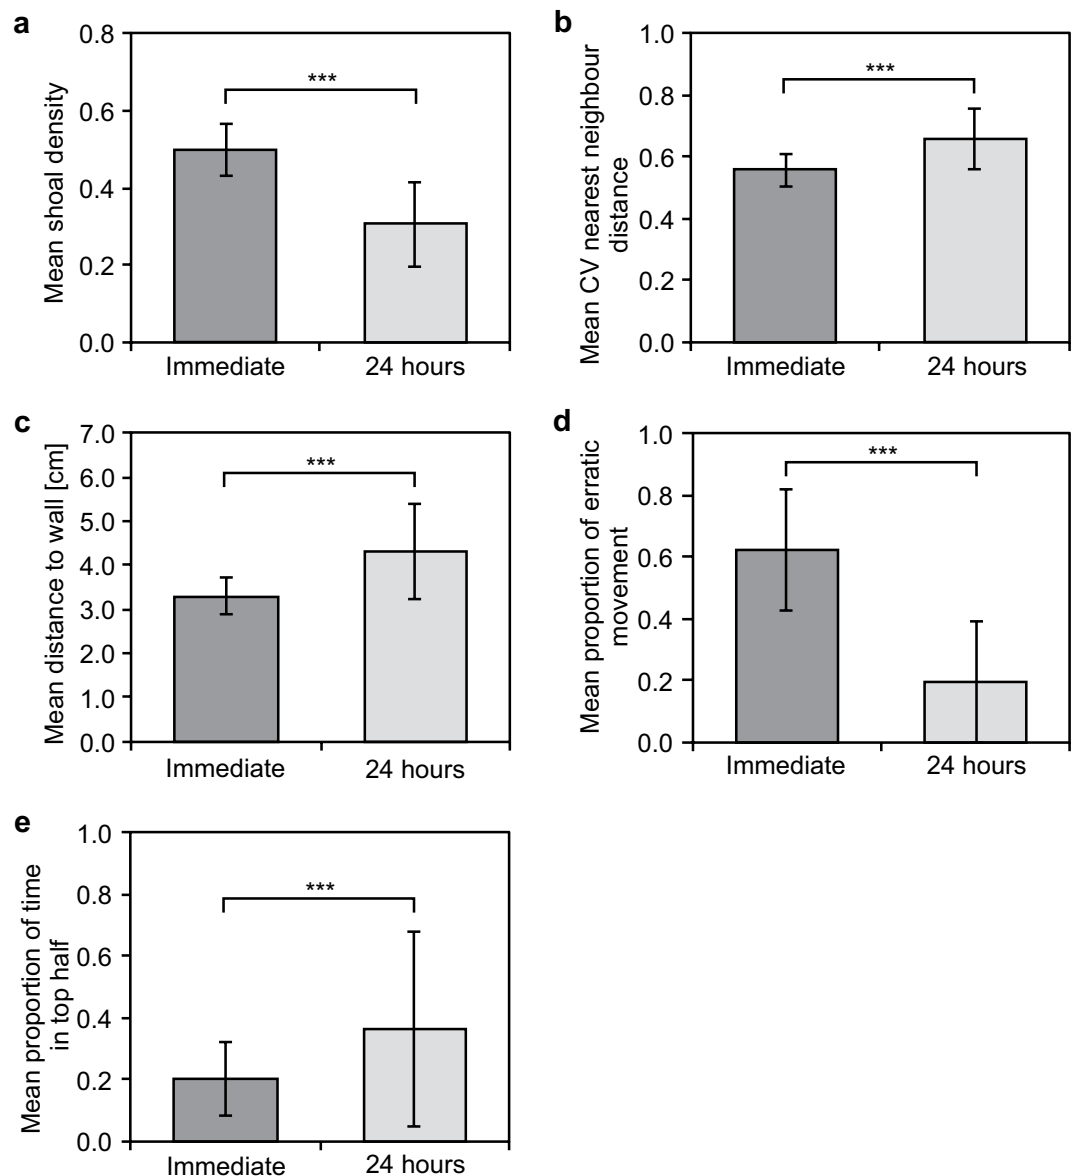 a
Mean shoal density
0.8
0.6
0.4
0.2
0.0
***
Immediate
24 hours
b
Mean CV nearest neighbour
distance
1.0
0.8
0.6
0.4
0.2
0.0
***
Immediate
24 hours
c
Mean distance to wall [cm]
7.0
6.0
5.0
4.0
3.0
2.0
1.0
0.0
***
Immediate
24 hours
d
Mean proportion of erratic
movement
1.0
0.8
0.6
0.4
0.2
0.0
***
Immediate
24 hours
e
Mean proportion of time
in top half
1.0
0.8
0.6
0.4
0.2
0.0
***
Immediate
24 hours